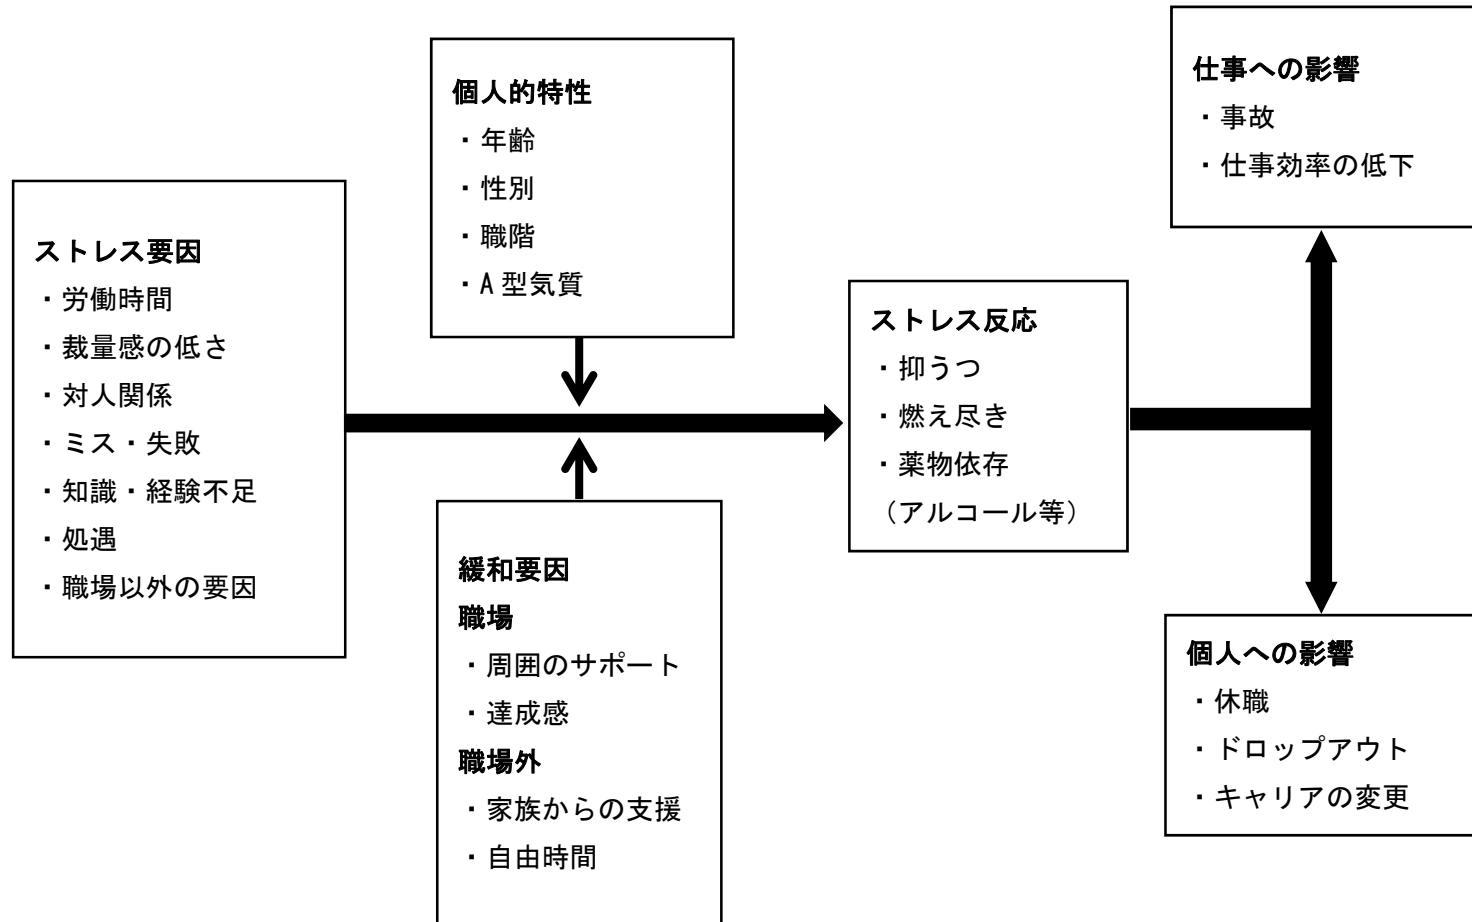 ストレス要因
・労働時間
・裁量感の低さ
・対人関係
・ミス・失敗
・知識・経験不足
・処遇
・職場以外の要因
個人的特性
・年齢
・性別
・職階
・A型気質
緩和要因
職場
・周囲のサポート
・達成感
職場外
・家族からの支援
・自由時間
ストレス反応
・抑うつ
・燃え尽き
・薬物依存
（アルコール等）
仕事への影響
・事故
・仕事効率の低下
個人への影響
・休職
・ドロップアウト
・キャリアの変更